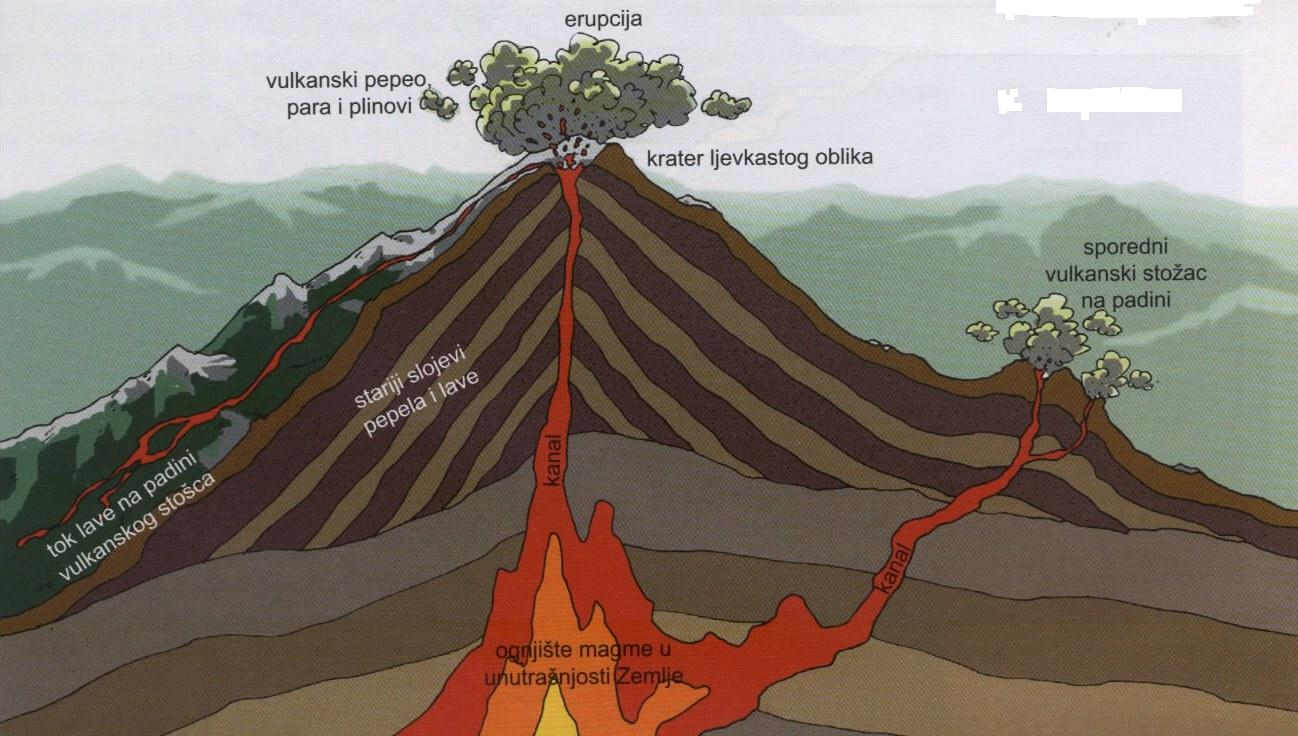 erupcija
vulkanski pepeo,
para i plinovi
krater ljevkastog oblika
sporedni
vulkanski stožac
na padini
stariji slojevi
pepela i lave
kanal
tok lave na padini
vulkanskog stošca
kanal
ognjište magme u
unutrašnjosti Zemlje